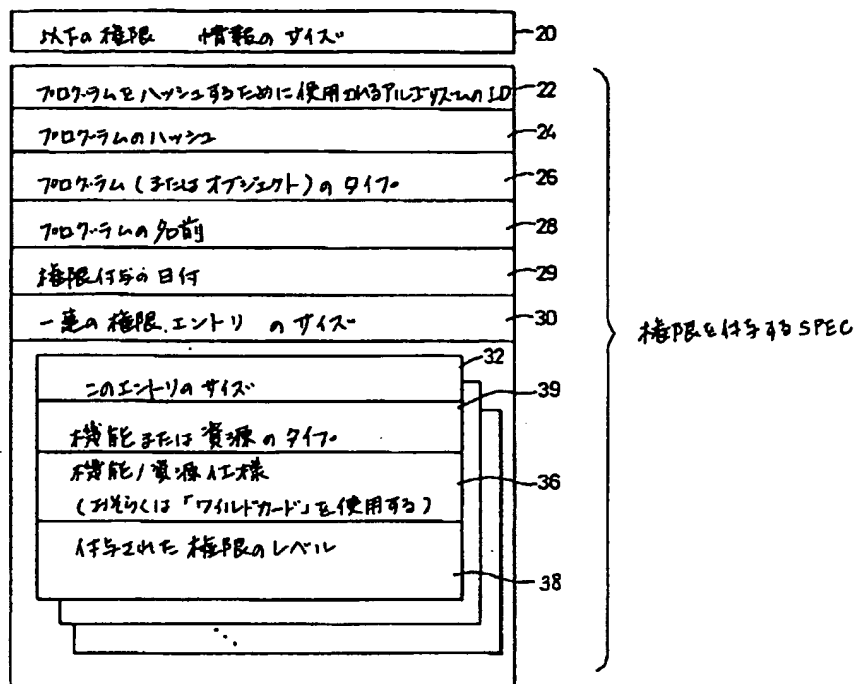 以下の権限 情報のサイズ 20
プログラムをハッシュするために使用されるアルゴリズムのID 22
プログラムのハッシュ 24
プログラム(またはオブジェクト)のタイプ 26
プログラムの名前 28
権限付与の日付 29
一連の権限、エントリ のサイズ 30
権限を付与するSPEC
32
このエントリのサイズ
39
機能または資源のタイプ
機能/資源仕様 36
(おそらくは「ワイルドカード」を使用する)
付与された権限のレベル
38